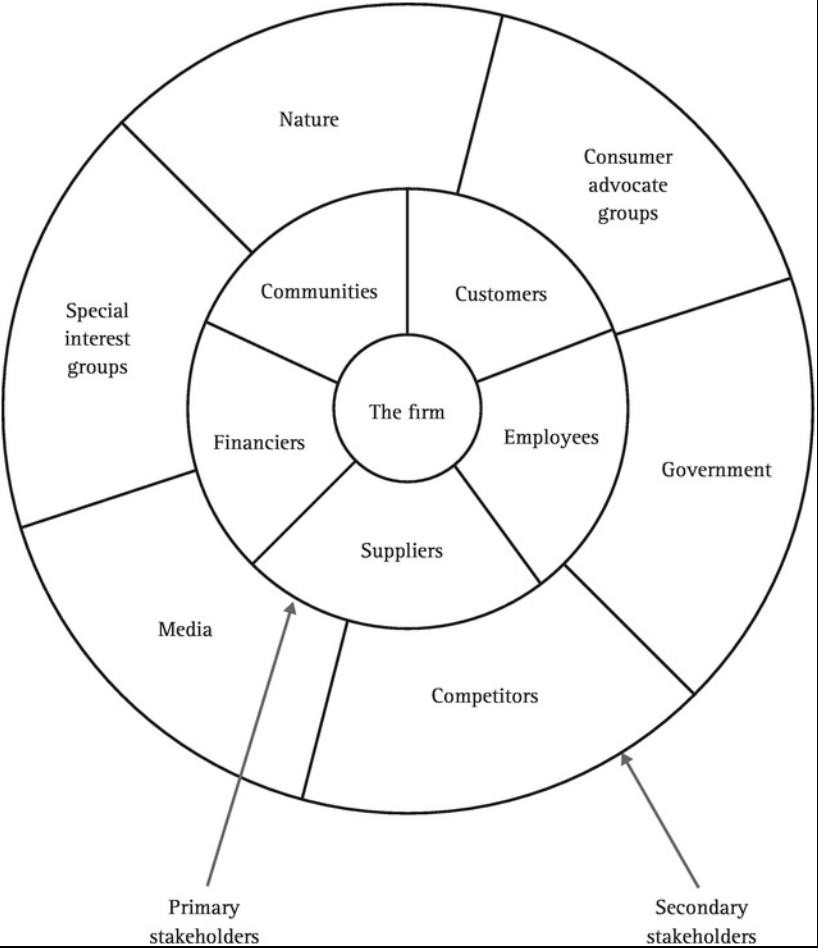 Nature
Consumer
advocate
groups
Special
interest
groups
Communities
Customers
The firm
Financiers
Employees
Government
Suppliers
Media
Competitors
Primary
stakeholders
Secondary
stakeholders